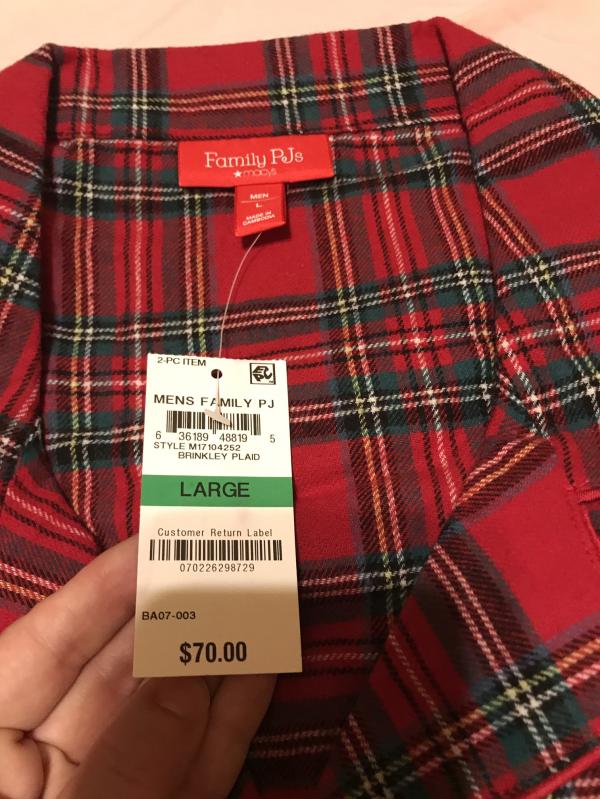 Family PJs
★macy's
MEN
L
MADE IN
CAMBODIA
2-PC ITEM
MENS FAMILY PJ
6 36189 48819 5
STYLE M17104252
BRINKLEY PLAID
LARGE
Customer Return Label
070226298729
BA07-003
$70.00